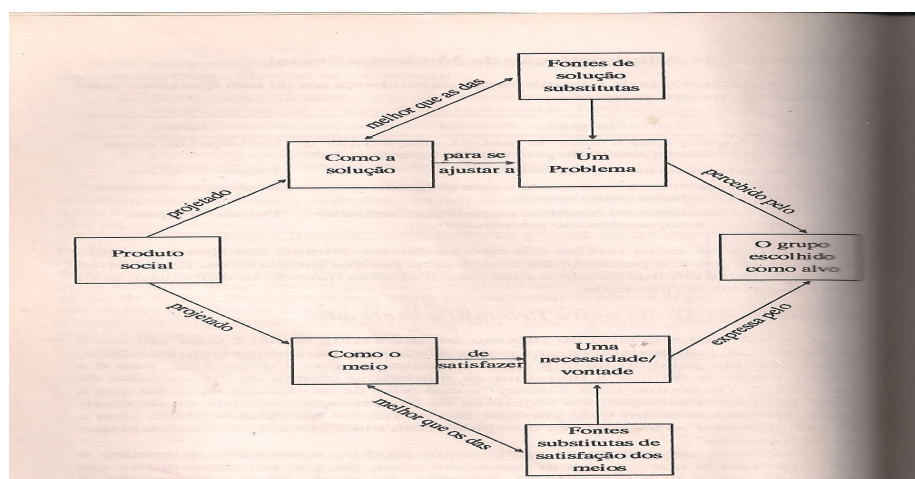 Fontes de
solução
substitutas
melhor que as das
Como a
solução
para se
ajustar a
Um
Problema
projetado
percebido pelo
Produto
social
O grupo
escolhido
como alvo
projetado
expressa pelo
Como o
meio
de
satisfazer
Uma
necessidade/
vontade
melhor que os das
Fontes
substitutas de
satisfação dos
meios